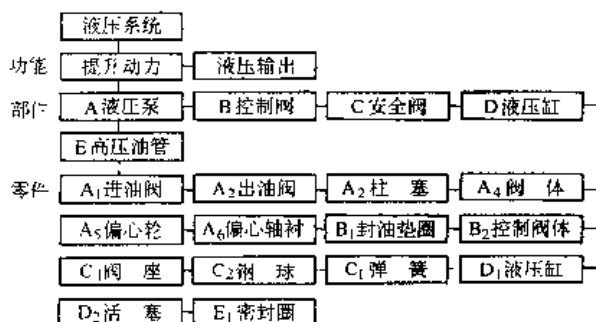 液压系统
功能 提升动力 液压输出
部件 A液压泵 B控制阀 C安全阀 D液压缸
E高压油管
零件 A₁进油阀 A₂出油阀 A₂柱 塞 A₄阀 体
A₅偏心轮 A₆偏心轴衬 B₁封油垫圈 B₂控制阀体
C₁阀 座 C₂钢 球 C₁弹 簧 D₁液压缸
D₂活 塞 E₁密封圈